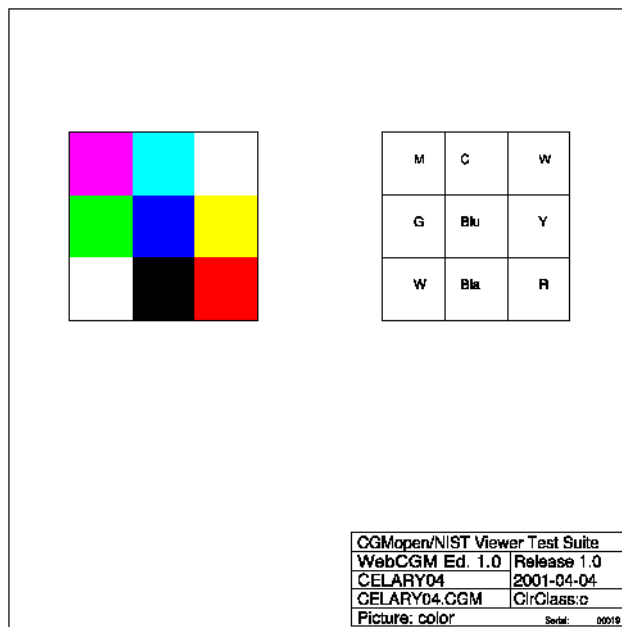 M C W
G Blu Y
W Bla R
CGMopen/NIST Viewer Test Suite
WebCGM Ed. 1.0 Release 1.0
CELARY04 2001-04-04
CELARY04.CGM ClrClass:c
Picture: color Serial: 00019